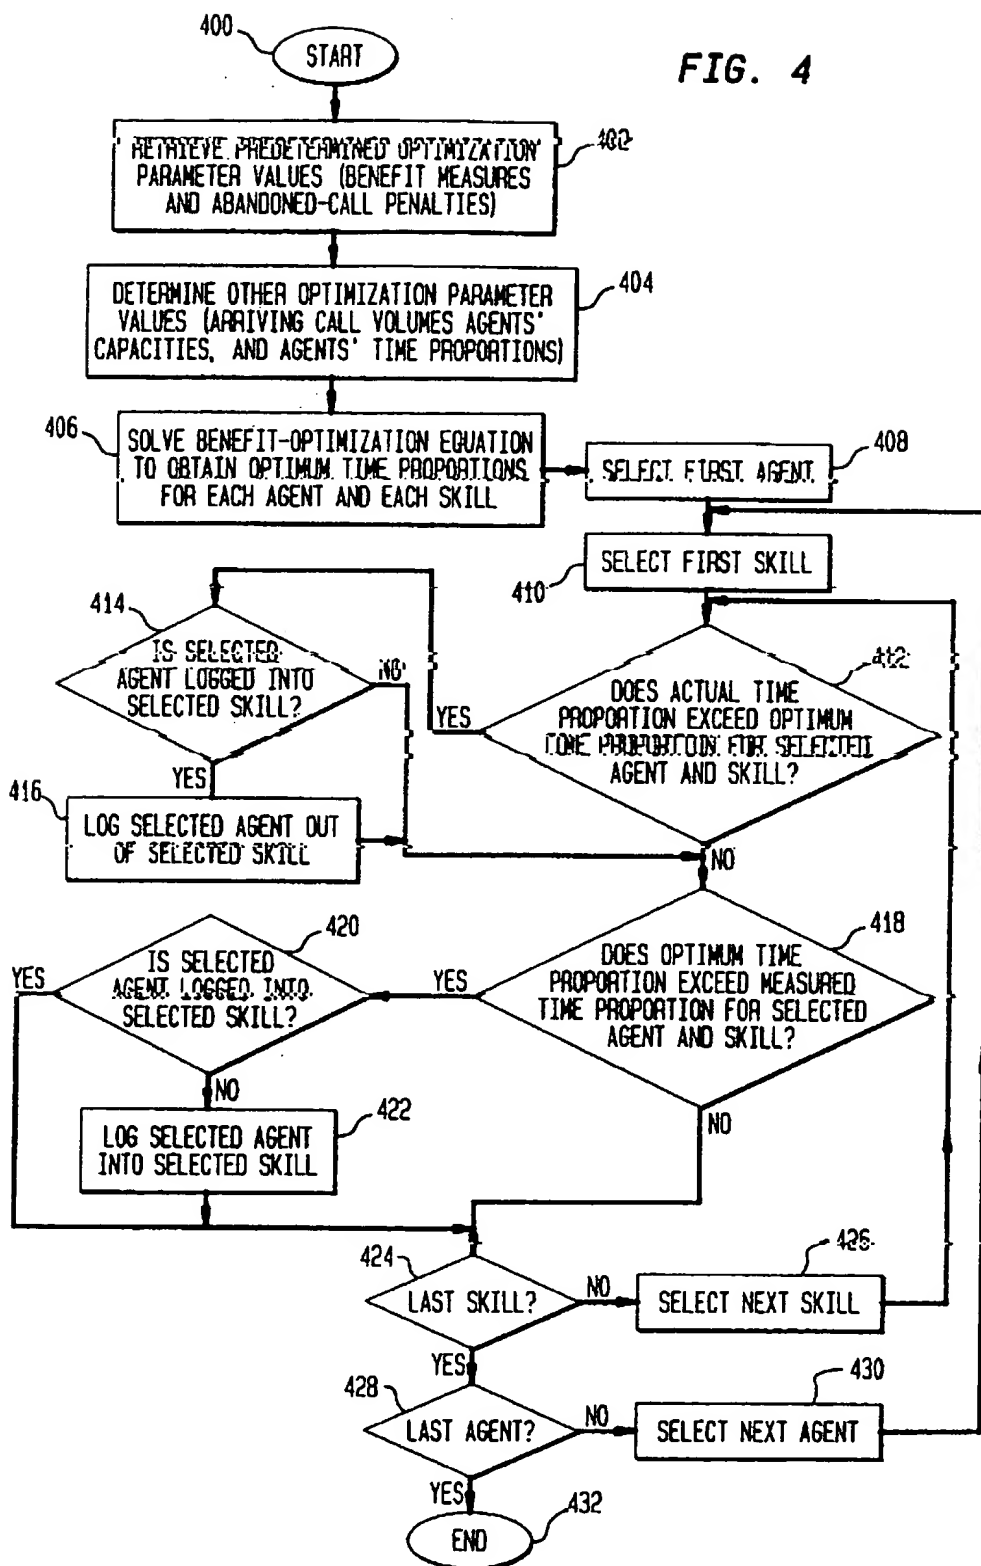 FIG. 4
400
START
402
RETRIEVE PREDETERMINED OPTIMIZATION
PARAMETER VALUES (BENEFIT MEASURES
AND ABANDONED-CALL PENALTIES)
404
DETERMINE OTHER OPTIMIZATION PARAMETER
VALUES (ARRIVING CALL VOLUMES AGENTS'
CAPACITIES, AND AGENTS' TIME PROPORTIONS)
406
SOLVE BENEFIT-OPTIMIZATION EQUATION
TO OBTAIN OPTIMUM TIME PROPORTIONS
FOR EACH AGENT AND EACH SKILL
408
SELECT FIRST AGENT
SELECT FIRST SKILL
410
412
DOES ACTUAL TIME
PROPORTION EXCEED OPTIMUM
TIME PROPORTION FOR SELECTED
AGENT AND SKILL?
YES
NO
414
IS SELECTED
AGENT LOGGED INTO
SELECTED SKILL?
NO
YES
416
LOG SELECTED AGENT OUT
OF SELECTED SKILL
418
DOES OPTIMUM TIME
PROPORTION EXCEED MEASURED
TIME PROPORTION FOR SELECTED
AGENT AND SKILL?
YES
NO
420
IS SELECTED
AGENT LOGGED INTO
SELECTED SKILL?
YES
NO
422
LOG SELECTED AGENT
INTO SELECTED SKILL
424
LAST SKILL?
NO
YES
426
SELECT NEXT SKILL
428
LAST AGENT?
NO
YES
430
SELECT NEXT AGENT
432
END